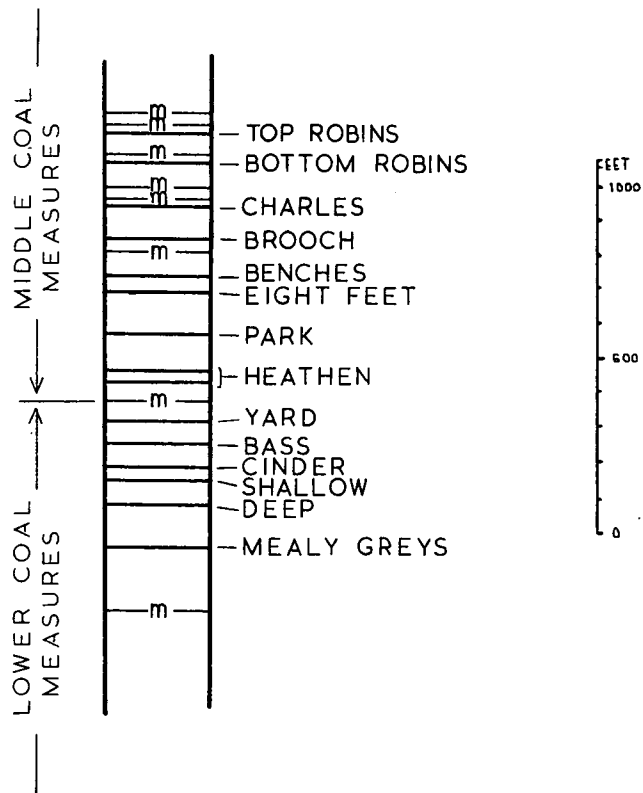 MIDDLE COAL
MEASURES
LOWER COAL
MEASURES
m
m
TOP ROBINS
m
BOTTOM ROBINS
m
m
CHARLES
BROOCH
m
BENCHES
EIGHT FEET
PARK
HEATHEN
m
YARD
BASS
CINDER
SHALLOW
DEEP
MEALY GREYS
m
FEET
1000
500
0